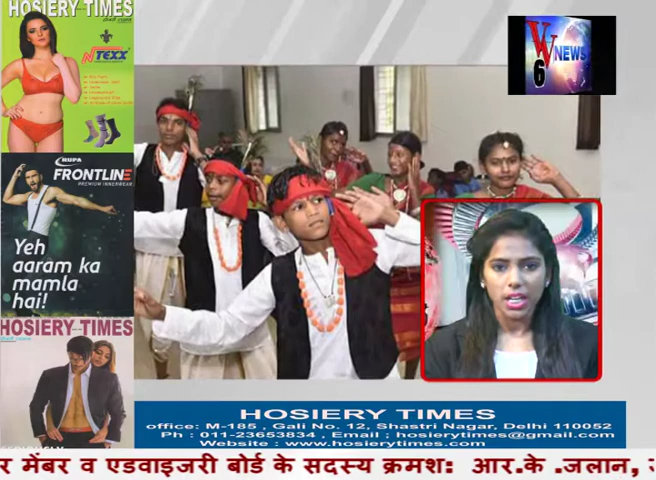 HOSIERY TIMES
NTEXX
RUPA
FRONTLINE
PREMIUM INNERWEAR
Yeh
aaram ka
mamla
hai!
HOSIERY TIMES
VV NEWS
6
HOSIERY TIMES
office: M-185 , Gali No. 12, Shastri Nagar, Delhi 110052
Ph : 011-23653834 , Email ; hosierytimes@gmail.com
Website : www.hosierytimes.com
र मेंबर व एडवाइजरी बोर्ड के सदस्य क्रमश: आर.के .जलान,